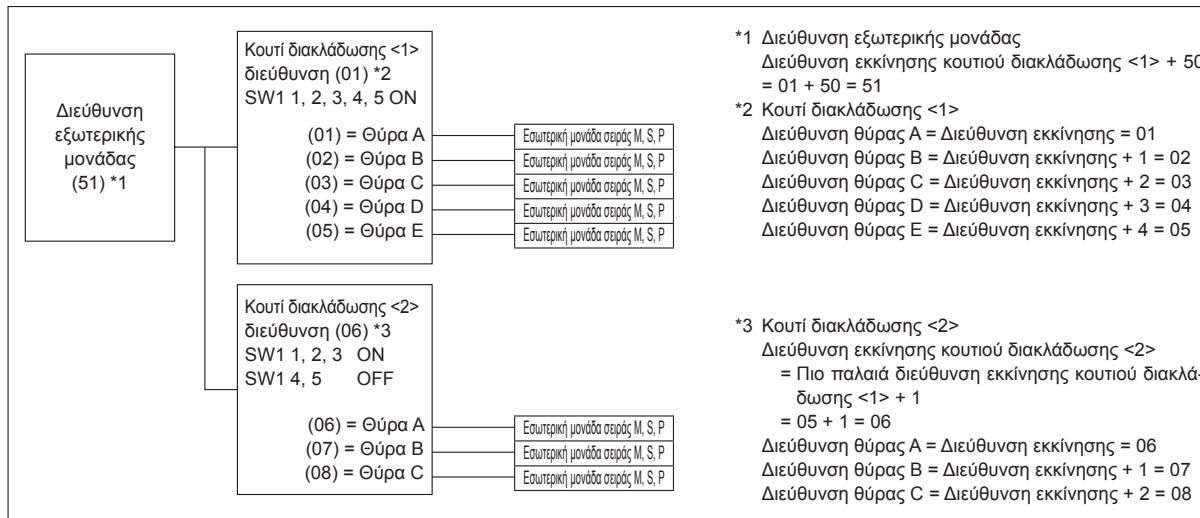 Διεύθυνση
εξωτερικής
μονάδας
(51) *1
Κουτί διακλάδωσης <1>
διεύθυνση (01) *2
SW1 1, 2, 3, 4, 5 ON
(01) = Θύρα A
(02) = Θύρα B
(03) = Θύρα C
(04) = Θύρα D
(05) = Θύρα E
Εσωτερική μονάδα σειράς M, S, P
Εσωτερική μονάδα σειράς M, S, P
Εσωτερική μονάδα σειράς M, S, P
Εσωτερική μονάδα σειράς M, S, P
Εσωτερική μονάδα σειράς M, S, P
Κουτί διακλάδωσης <2>
διεύθυνση (06) *3
SW1 1, 2, 3 ON
SW1 4, 5 OFF
(06) = Θύρα A
(07) = Θύρα B
(08) = Θύρα C
Εσωτερική μονάδα σειράς M, S, P
Εσωτερική μονάδα σειράς M, S, P
Εσωτερική μονάδα σειράς M, S, P
*1 Διεύθυνση εξωτερικής μονάδας
Διεύθυνση εκκίνησης κουτιού διακλάδωσης <1> + 50
= 01 + 50 = 51
*2 Κουτί διακλάδωσης <1>
Διεύθυνση θύρας A = Διεύθυνση εκκίνησης = 01
Διεύθυνση θύρας B = Διεύθυνση εκκίνησης + 1 = 02
Διεύθυνση θύρας C = Διεύθυνση εκκίνησης + 2 = 03
Διεύθυνση θύρας D = Διεύθυνση εκκίνησης + 3 = 04
Διεύθυνση θύρας E = Διεύθυνση εκκίνησης + 4 = 05
*3 Κουτί διακλάδωσης <2>
Διεύθυνση εκκίνησης κουτιού διακλάδωσης <2>
= Πιο παλαιά διεύθυνση εκκίνησης κουτιού διακλά-
δωσης <1> + 1
= 05 + 1 = 06
Διεύθυνση θύρας A = Διεύθυνση εκκίνησης = 06
Διεύθυνση θύρας B = Διεύθυνση εκκίνησης + 1 = 07
Διεύθυνση θύρας C = Διεύθυνση εκκίνησης + 2 = 08